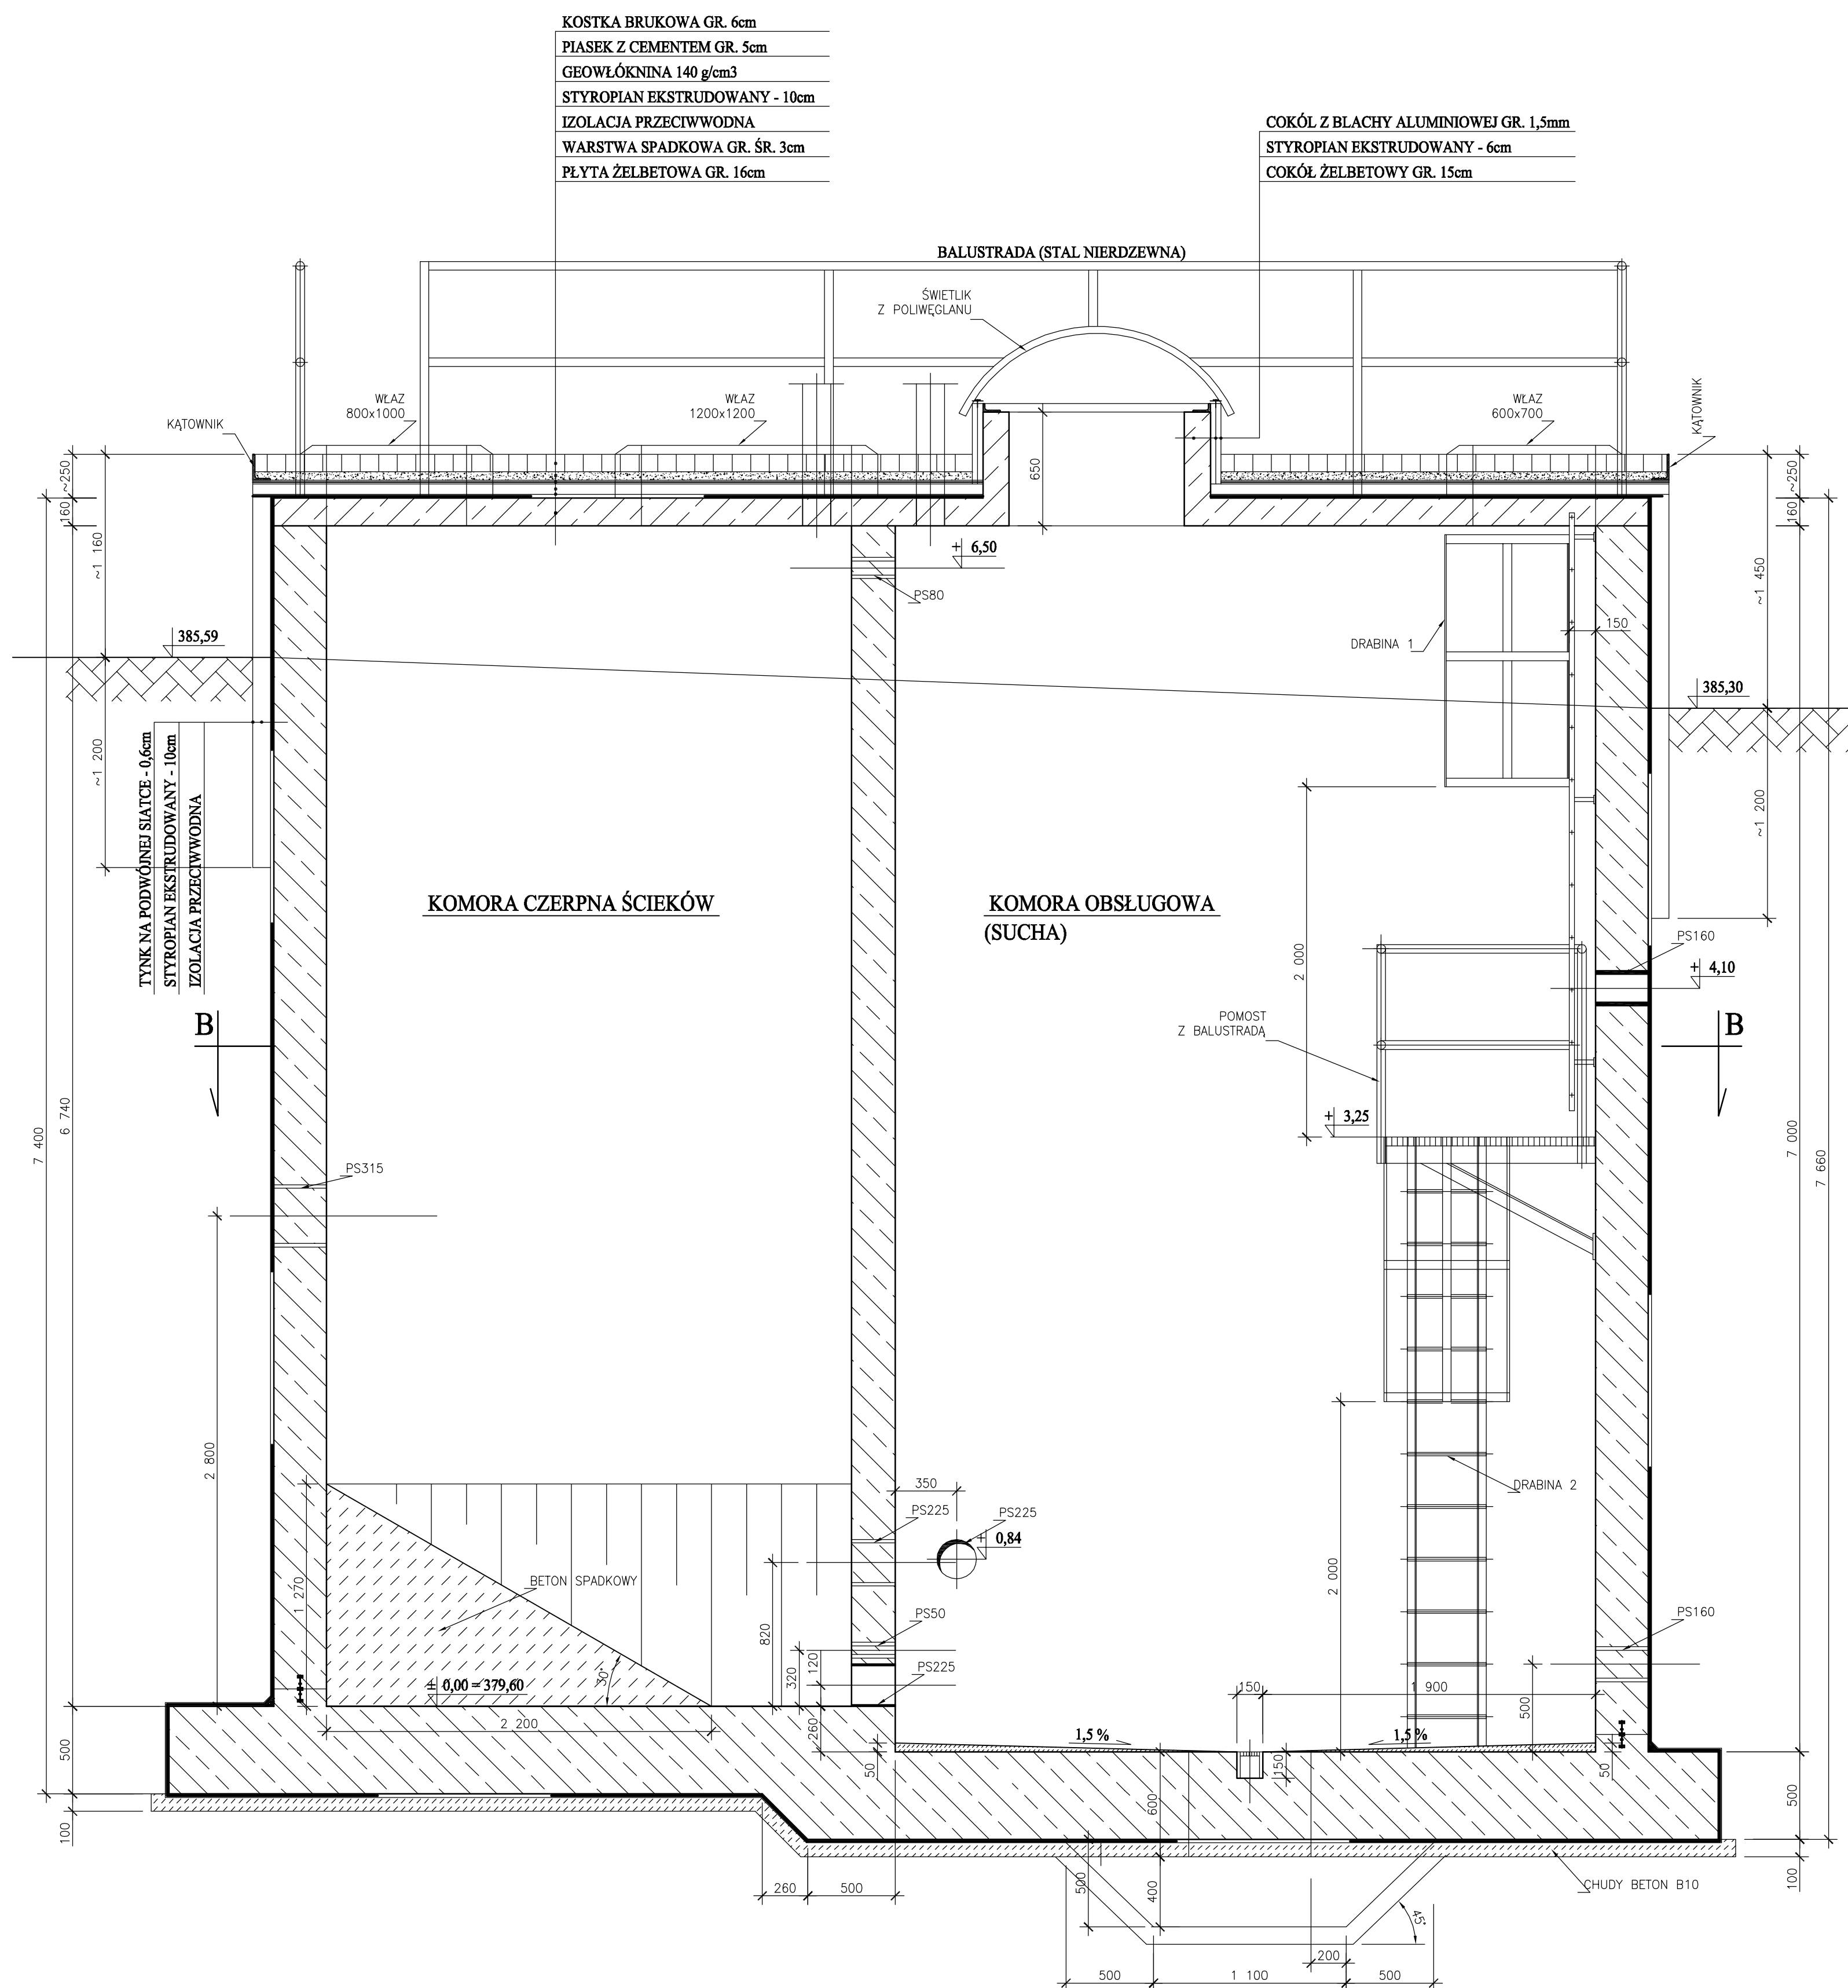 KOSTKA BRUKOWA GR. 6cm
PIASEK Z CEMENTEM GR. 5cm
GEOWŁÓKNINA 140 g/cm3
STYROPIAN EKSTRUDOWANY - 10cm
IZOLACJA PRZECIWWODNA
WARSTWA SPADKOWA GR. ŚR. 3cm
PŁYTA ŻELBETOWA GR. 16cm
COKÓL Z BLACHY ALUMINIOWEJ GR. 1,5mm
STYROPIAN EKSTRUDOWANY - 6cm
COKÓŁ ŻELBETOWY GR. 15cm
BALUSTRADA (STAL NIERDZEWNA)
ŚWIETLIK
Z POLIWĘGLANU
WŁAZ
800x1000
WŁAZ
1200x1200
WŁAZ
600x700
KĄTOWNIK
KĄTOWNIK
~250
160
~1 160
650
~250
160
~1 450
+ 6,50
PS80
385,59
150
DRABINA 1
385,30
~1 200
~1 200
TYNK NA PODWÓJNEJ SIATCE - 0,6cm
STYROPIAN EKSTRUDOWANY - 10cm
IZOLACJA PRZECIWWODNA
KOMORA CZERPNA ŚCIEKÓW
KOMORA OBSŁUGOWA
(SUCHA)
2 000
PS160
+ 4,10
B
B
POMOST
Z BALUSTRADĄ
+ 3,25
7 400
6 740
7 000
7 660
PS315
2 800
350
PS225
PS225
+ 0,84
DRABINA 2
2 000
1 270
BETON SPADKOWY
820
PS50
PS160
320
120
PS225
30°
± 0,00 = 379,60
150
1 900
500
2 200
260
1,5 %
1,5 %
50
150
50
500
600
500
100
260
500
500
400
CHUDY BETON B10
100
45°
200
500
1 100
500